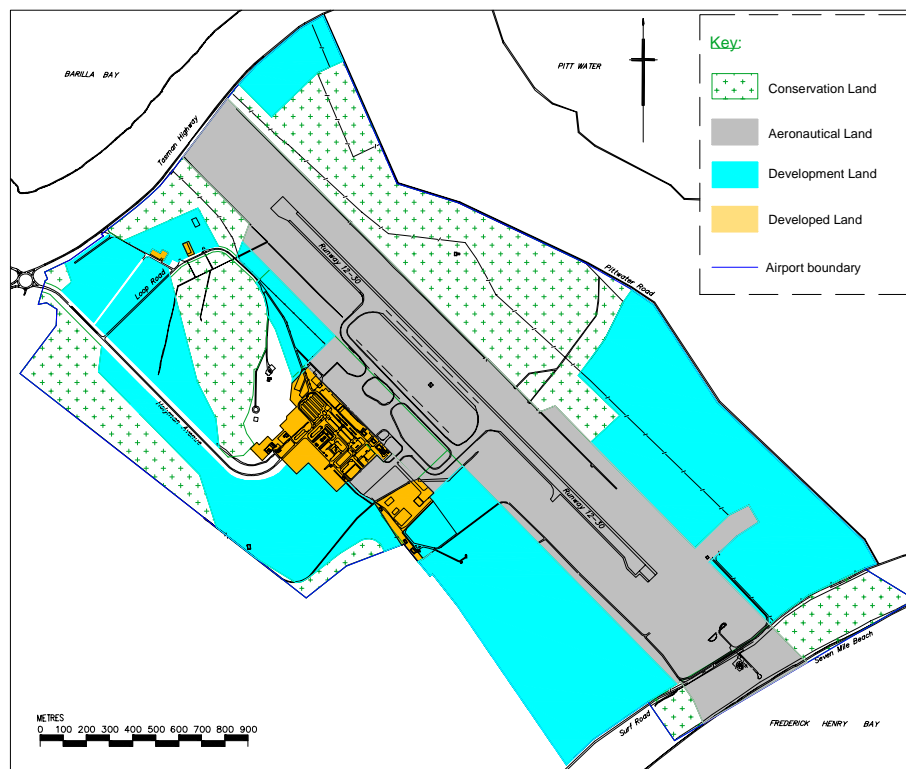 BARILLA BAY
PITT WATER
Key:
Conservation Land
Aeronautical Land
Development Land
Developed Land
Airport boundary
Tasman Highway
Runway 12-30
Pittwater Road
Loop Road
Holyman Avenue
Runway 12-30
Seven Mile Beach
Surf Road
FREDERICK HENRY BAY
METRES
0 100 200 300 400 500 600 700 800 900